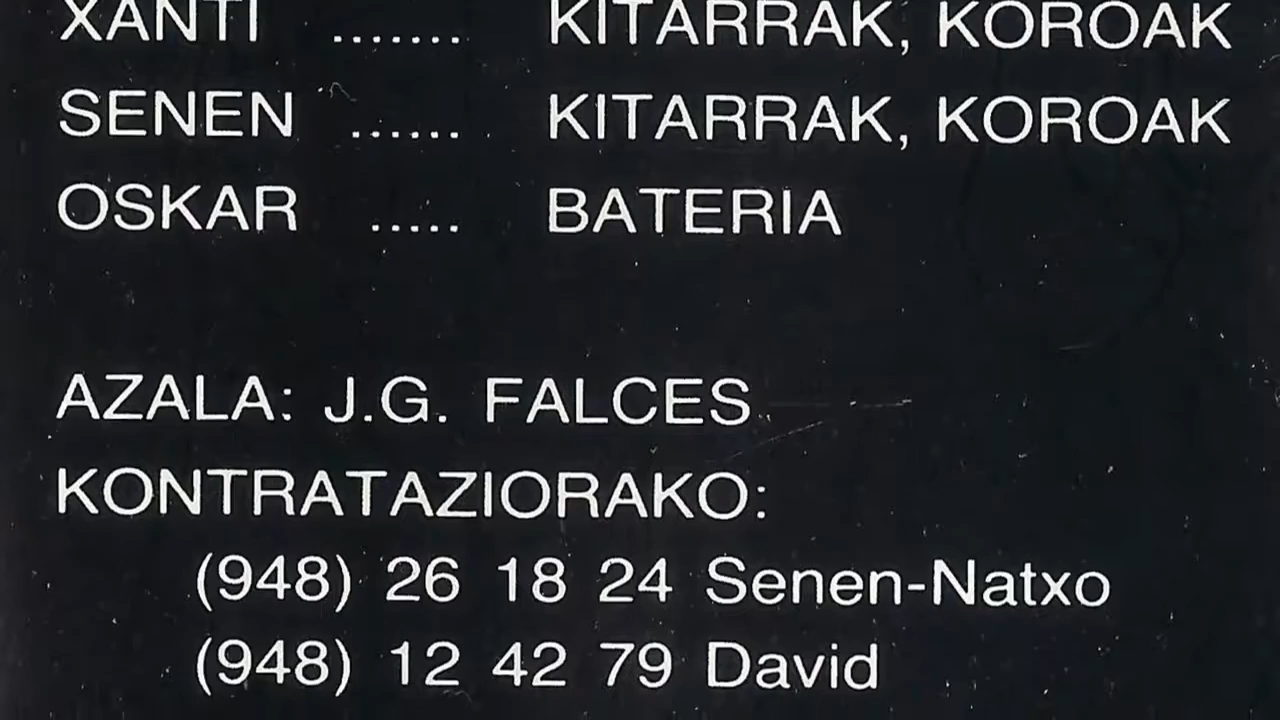 XANTI ....... KITARRAK, KOROAK
SENEN ...... KITARRAK, KOROAK
OSKAR ..... BATERIA
AZALA: J.G. FALCES
KONTRATAZIORAKO:
(948) 26 18 24 Senen-Natxo
(948) 12 42 79 David